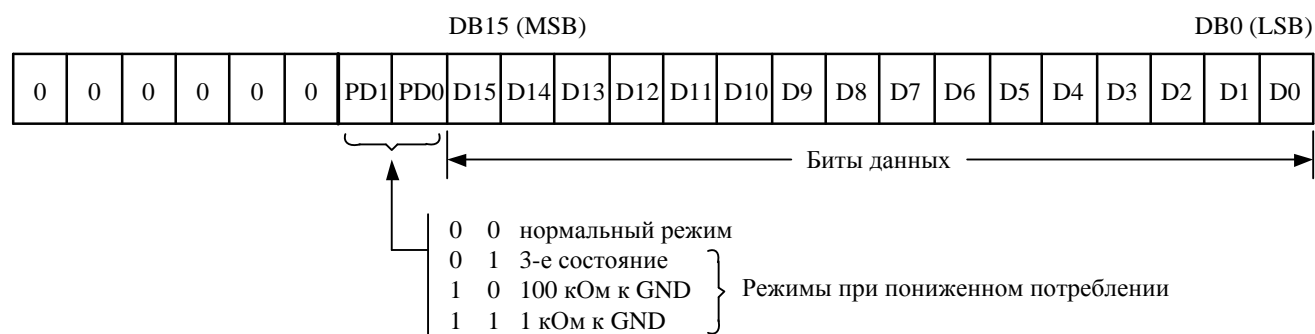 DB15 (MSB) DB0 (LSB)
0 0 0 0 0 0 PD1 PD0 D15 D14 D13 D12 D11 D10 D9 D8 D7 D6 D5 D4 D3 D2 D1 D0
Биты данных
0 0 нормальный режим
0 1 3-е состояние
1 0 100 кОм к GND
1 1 1 кОм к GND
Режимы при пониженном потреблении